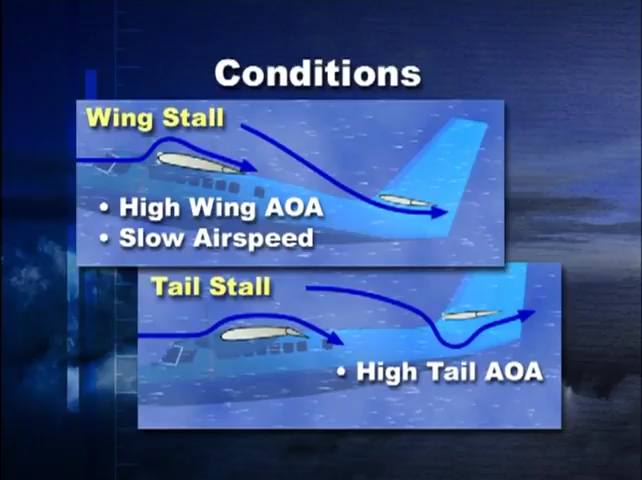 Conditions
Wing Stall
• High Wing AOA
• Slow Airspeed
Tail Stall
• High Tail AOA